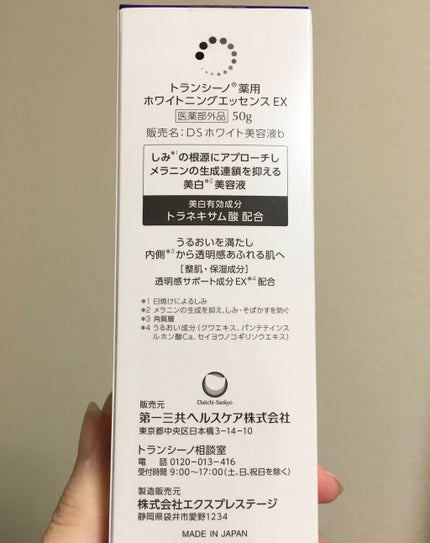 トランシーノ®薬用
ホワイトニングエッセンスEX
医薬部外品 50g
販売名：DSホワイト美容液b
しみ*1の根源にアプローチし
メラニンの生成連鎖を抑える
美白*2美容液
美白有効成分
トラネキサム酸 配合
うるおいを満たし
内側*3から透明感あふれる肌へ
［整肌・保湿成分］
透明感サポート成分EX*4配合
*1 日焼けによるしみ
*2 メラニンの生成を抑え、しみ・そばかすを防ぐ
*3 角質層
*4 うるおい成分（クワエキス、パンテテインス
ルホン酸Ca、セイヨウノコギリソウエキス）
Daiichi-Sankyo
販売元
第一三共ヘルスケア株式会社
東京都中央区日本橋3-14-10
トランシーノ相談室
電 話 0120-013-416
受付時間 9:00〜17:00（土、日、祝日を除く）
製造販売元
株式会社エクスプレステージ
静岡県袋井市愛野1234
MADE IN JAPAN